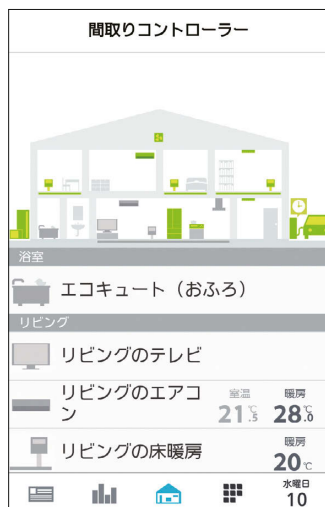 間取りコントローラー
浴室
エコキュート（おふろ）
リビング
リビングのテレビ
リビングのエアコン
室温 暖房
21℃.5 28℃.0
リビングの床暖房
暖房
20℃
水曜日
10